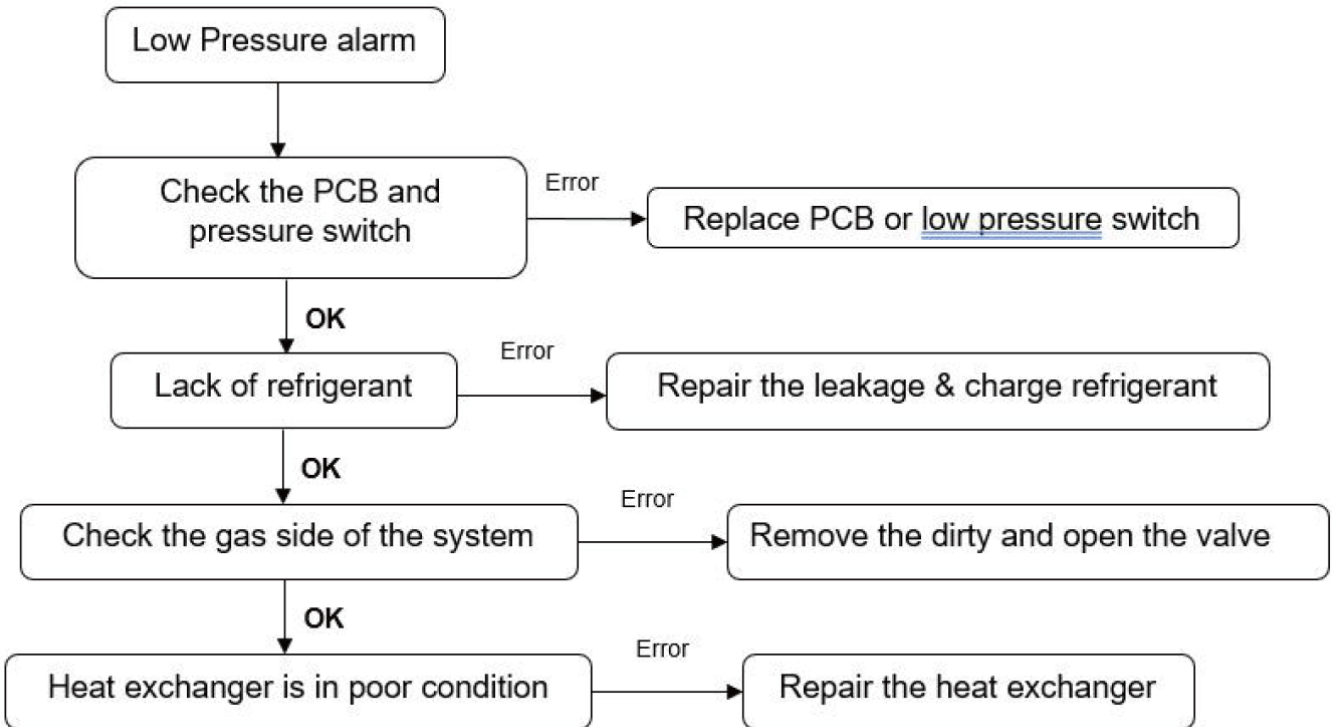 Low Pressure alarm
Check the PCB and
pressure switch
Error
Replace PCB or low pressure switch
OK
Lack of refrigerant
Error
Repair the leakage & charge refrigerant
OK
Check the gas side of the system
Error
Remove the dirty and open the valve
OK
Heat exchanger is in poor condition
Error
Repair the heat exchanger